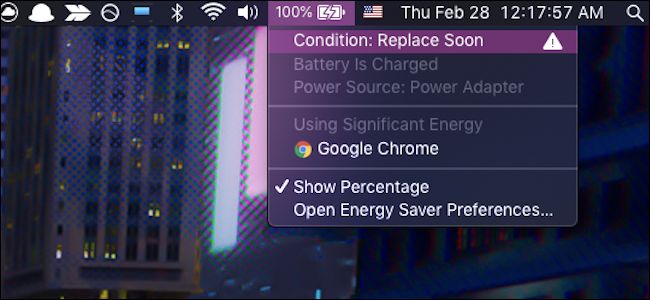 100% Thu Feb 28 12:17:57 AM
Condition: Replace Soon
Battery Is Charged
Power Source: Power Adapter
Using Significant Energy
Google Chrome
✓ Show Percentage
Open Energy Saver Preferences...